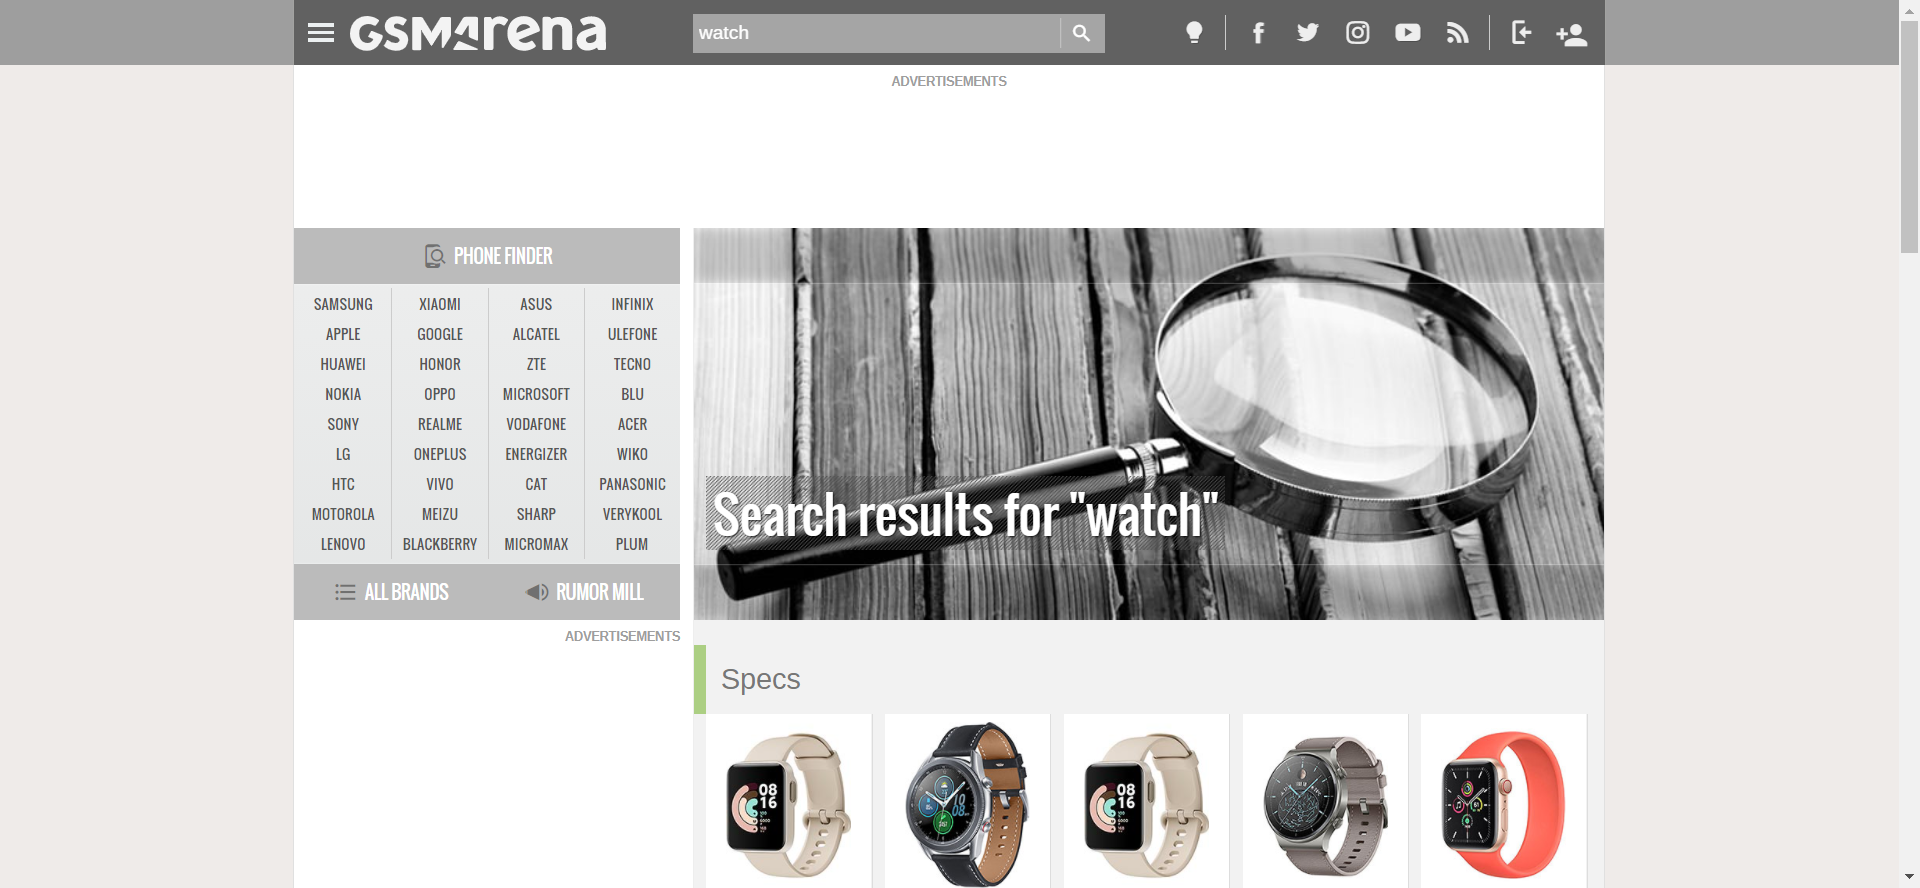 GSMArena
watch
ADVERTISEMENTS
PHONE FINDER
SAMSUNG XIAOMI ASUS INFINIX
APPLE GOOGLE ALCATEL ULEFONE
HUAWEI HONOR ZTE TECNO
NOKIA OPPO MICROSOFT BLU
SONY REALME VODAFONE ACER
LG ONEPLUS ENERGIZER WIKO
HTC VIVO CAT PANASONIC
MOTOROLA MEIZU SHARP VERYKOOL
LENOVO BLACKBERRY MICROMAX PLUM
ALL BRANDS RUMOR MILL
ADVERTISEMENTS
Search results for "watch"
Specs
08
16
08
16